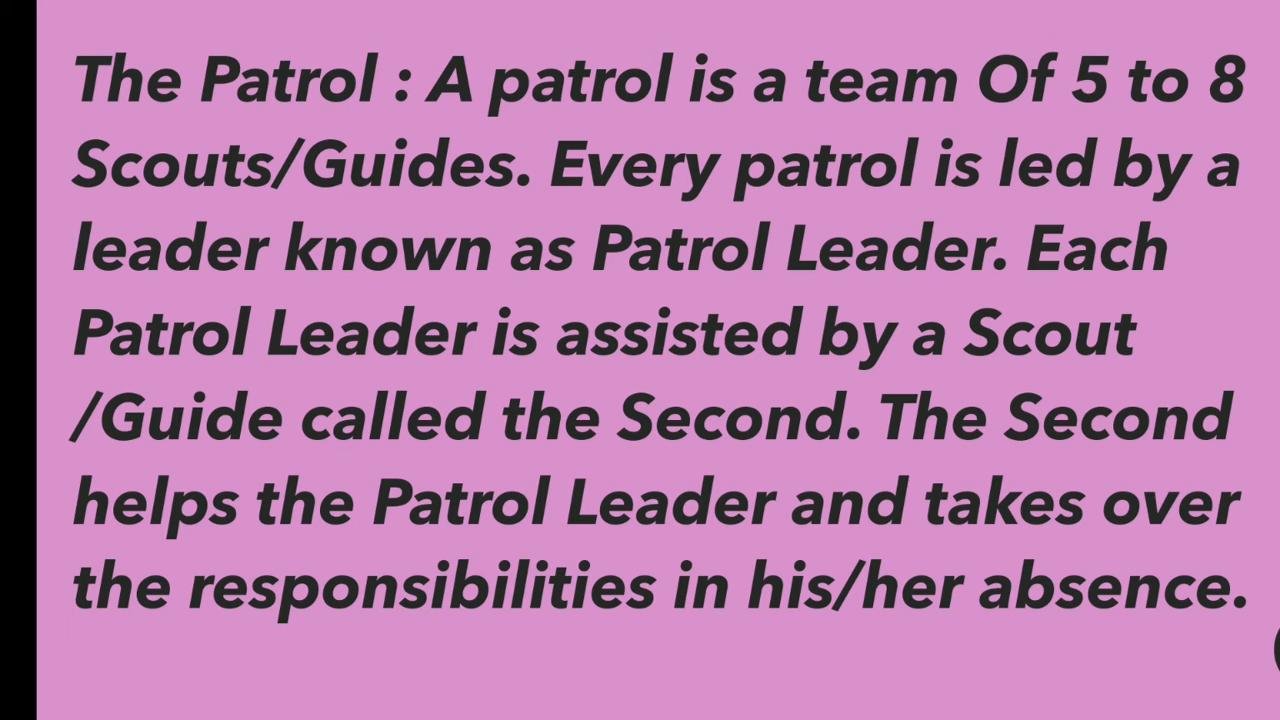 The Patrol : A patrol is a team Of 5 to 8
Scouts/Guides. Every patrol is led by a
leader known as Patrol Leader. Each
Patrol Leader is assisted by a Scout
/Guide called the Second. The Second
helps the Patrol Leader and takes over
the responsibilities in his/her absence.